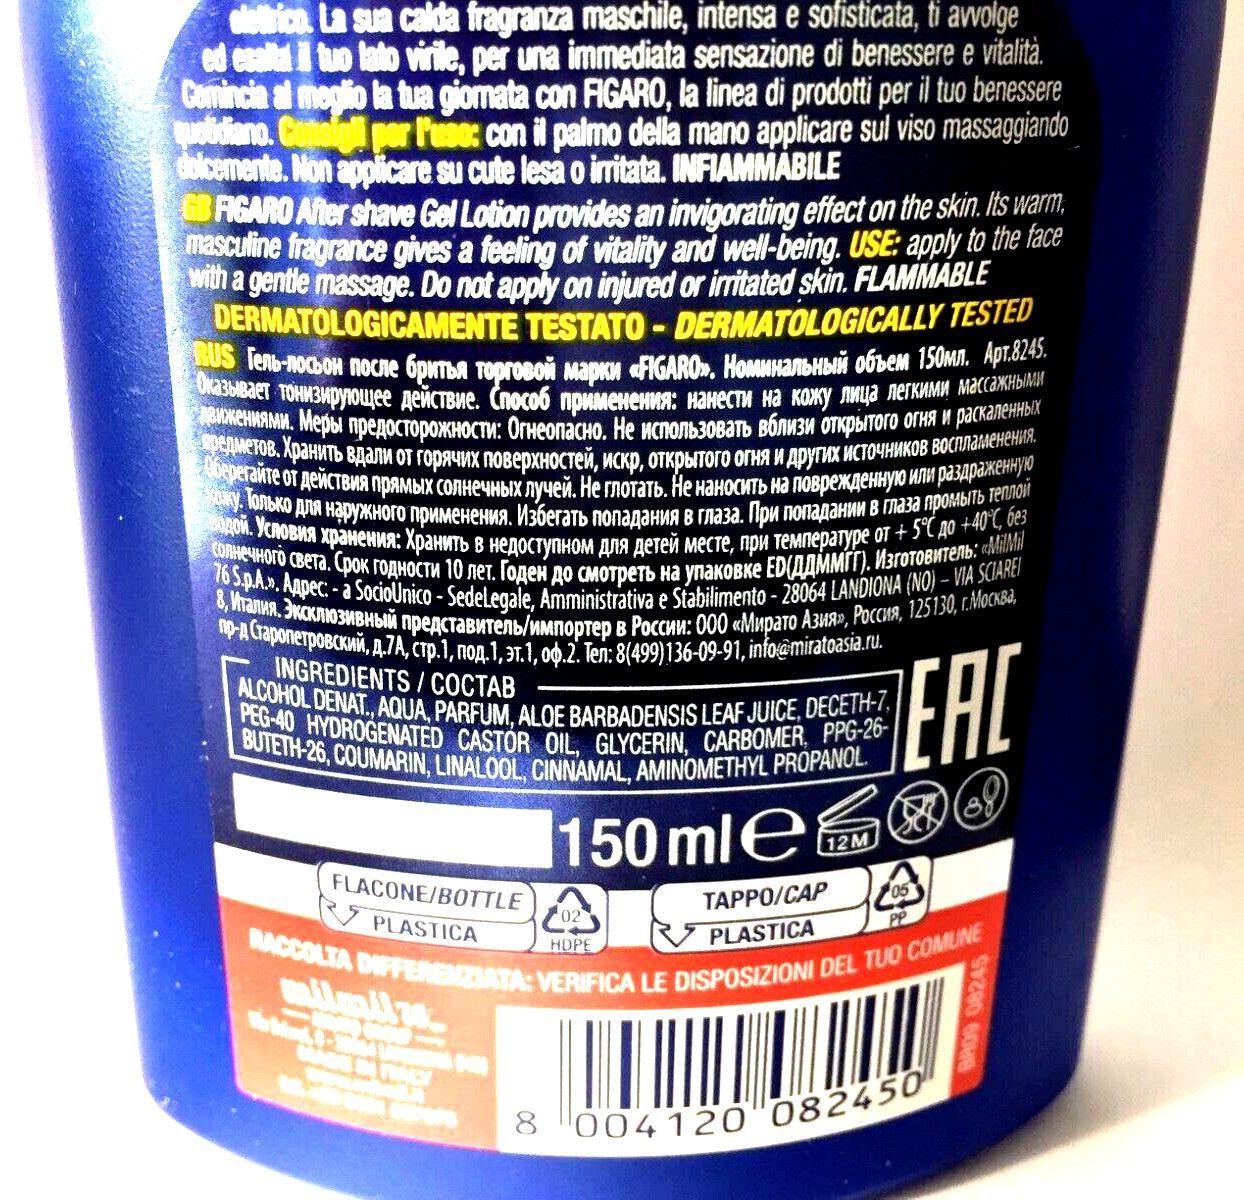 elettrico. La sua calda fragranza maschile, intensa e sofisticata, ti avvolge
ed esalta il tuo lato virile, per una immediata sensazione di benessere e vitalità.
Comincia al meglio la tua giornata con FIGARO, la linea di prodotti per il tuo benessere
quotidiano. Consigli per l'uso: con il palmo della mano applicare sul viso massaggiando
dolcemente. Non applicare su cute lesa o irritata. INFIAMMABILE
GB FIGARO After shave Gel Lotion provides an invigorating effect on the skin. Its warm,
masculine fragrance gives a feeling of vitality and well-being. USE: apply to the face
with a gentle massage. Do not apply on injured or irritated skin. FLAMMABLE
DERMATOLOGICAMENTE TESTATO - DERMATOLOGICALLY TESTED
RUS Гель-лосьон после бритья торговой марки «FIGARO». Номинальный объем 150мл. Арт.8245.
Оказывает тонизирующее действие. Способ применения: нанести на кожу лица легкими массажными
движениями. Меры предосторожности: Огнеопасно. Не использовать вблизи открытого огня и раскаленных
предметов. Хранить вдали от горячих поверхностей, искр, открытого огня и других источников воспламенения.
Оберегайте от действия прямых солнечных лучей. Не глотать. Не наносить на поврежденную или раздраженную
кожу. Только для наружного применения. Избегать попадания в глаза. При попадании в глаза промыть теплой
водой. Условия хранения: Хранить в недоступном для детей месте, при температуре от + 5°C до +40°C, без
солнечного света. Срок годности 10 лет. Годен до смотреть на упаковке ED(ДДММГГ). Изготовитель: «MilMil
76 S.p.A.». Адрес: - a SocioUnico - SedeLegale, Amministrativa e Stabilimento - 28064 LANDIONA (NO) – VIA SCIAREI
8, Италия. Эксклюзивный представитель/импортер в России: ООО «Мирато Азия», Россия, 125130, г.Москва,
пр-д Старопетровский, д.7А, стр.1, под.1, эт.1, оф.2. Тел: 8(499)136-09-91, info@miratoasia.ru.
INGREDIENTS / СОСТАВ
ALCOHOL DENAT., AQUA, PARFUM, ALOE BARBADENSIS LEAF JUICE, DECETH-7,
PEG-40 HYDROGENATED CASTOR OIL, GLYCERIN, CARBOMER, PPG-26-
BUTETH-26, COUMARIN, LINALOOL, CINNAMAL, AMINOMETHYL PROPANOL.
EAC
150 ml e 12M
FLACONE/BOTTLE
PLASTICA
02
HDPE
TAPPO/CAP
PLASTICA
05
PP
RACCOLTA DIFFERENZIATA: VERIFICA LE DISPOSIZIONI DEL TUO COMUNE
milmil 76
MADE IN ITALY
BR09 08245
8 004120 082450